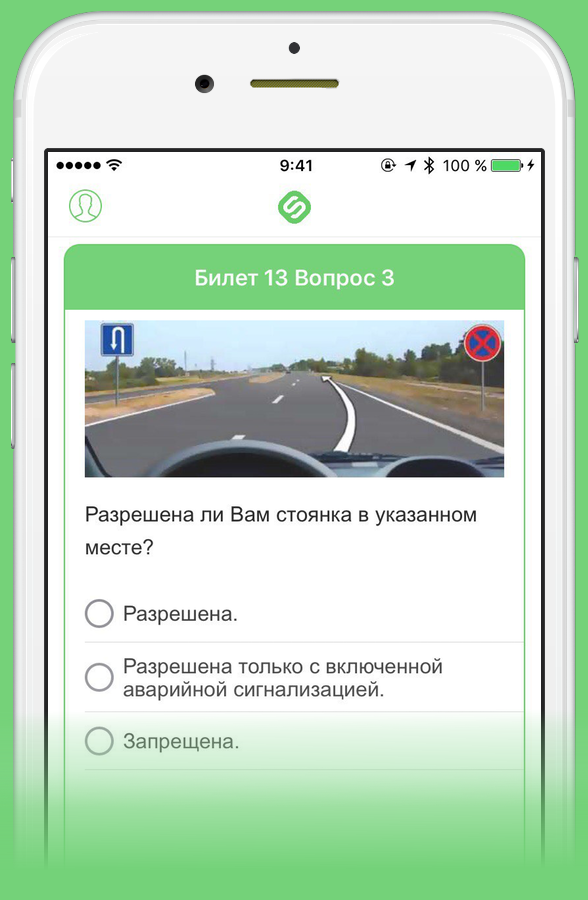 9:41
100 %
Билет 13 Вопрос 3
Разрешена ли Вам стоянка в указанном
месте?
Разрешена.
Разрешена только с включенной
аварийной сигнализацией.
Запрещена.